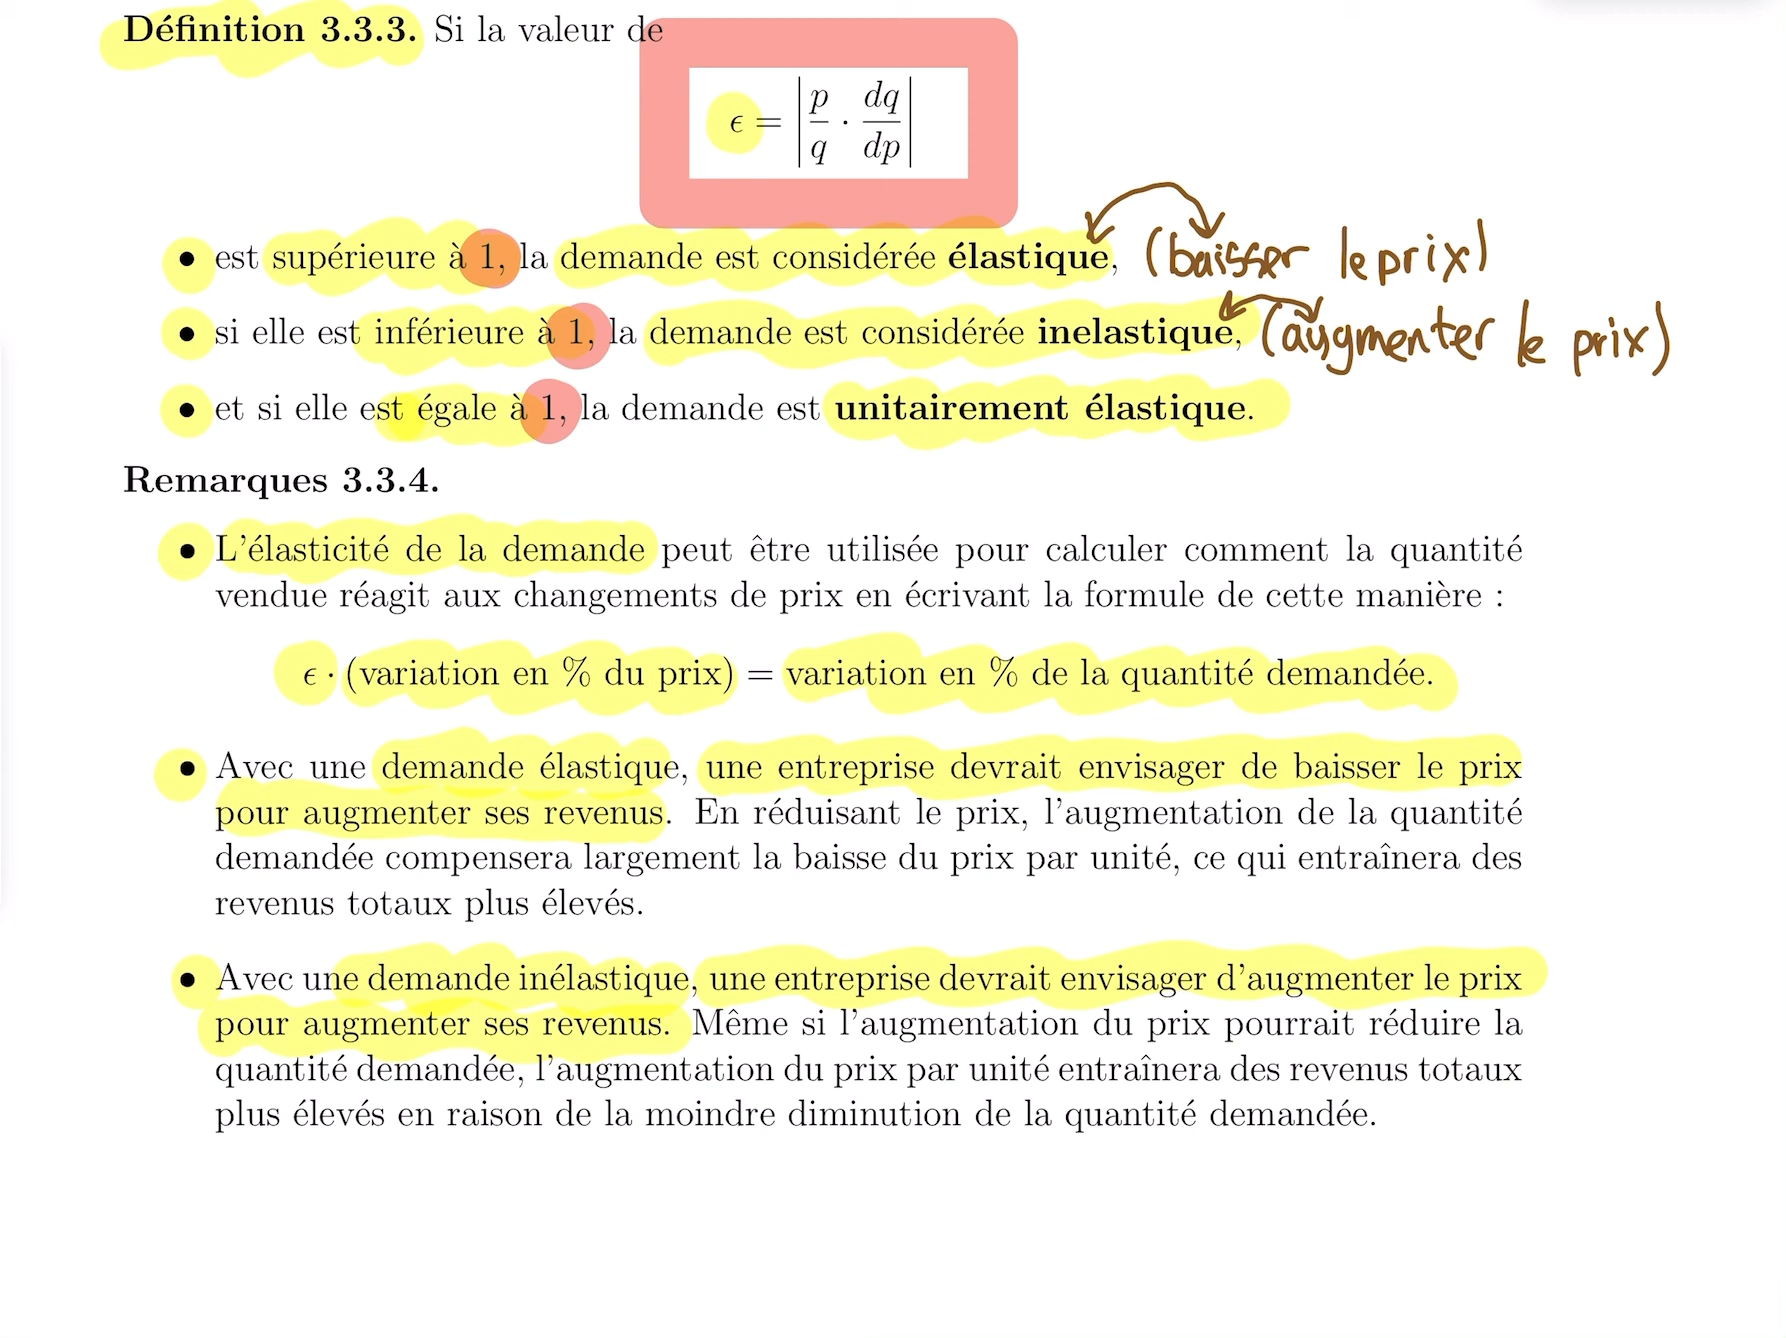 Définition 3.3.3. Si la valeur de
ϵ = |p/q · dq/dp|
• est supérieure à 1, la demande est considérée élastique, (baisser le prix)
• si elle est inférieure à 1, la demande est considérée inelastique, (augmenter le prix)
• et si elle est égale à 1, la demande est unitairement élastique.
Remarques 3.3.4.
• L'élasticité de la demande peut être utilisée pour calculer comment la quantité
vendue réagit aux changements de prix en écrivant la formule de cette manière :
ϵ · (variation en % du prix) = variation en % de la quantité demandée.
• Avec une demande élastique, une entreprise devrait envisager de baisser le prix
pour augmenter ses revenus. En réduisant le prix, l'augmentation de la quantité
demandée compensera largement la baisse du prix par unité, ce qui entraînera des
revenus totaux plus élevés.
• Avec une demande inélastique, une entreprise devrait envisager d'augmenter le prix
pour augmenter ses revenus. Même si l'augmentation du prix pourrait réduire la
quantité demandée, l'augmentation du prix par unité entraînera des revenus totaux
plus élevés en raison de la moindre diminution de la quantité demandée.